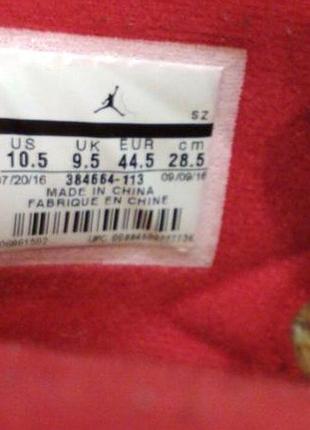 SZ
US UK EUR cm
10.5 9.5 44.5 28.5
07/20/16 384664-113 09/09/16
MADE IN CHINA
FABRIQUE EN CHINE
UPC